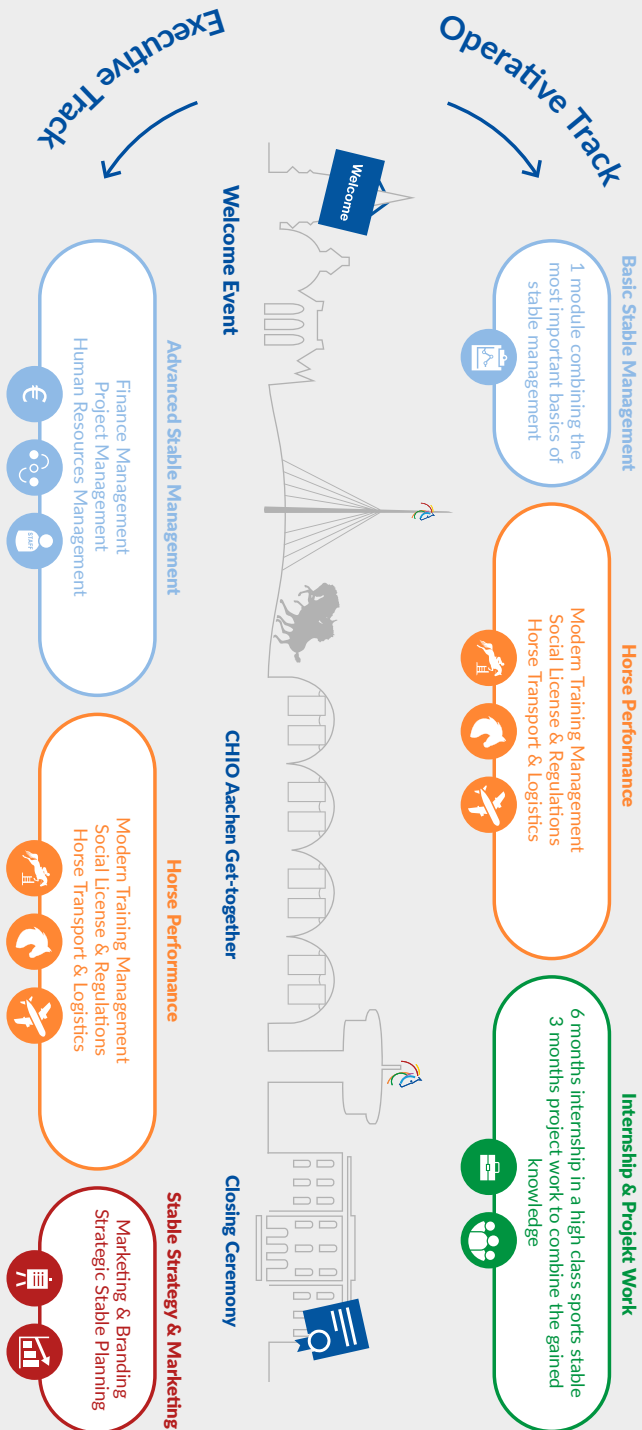 Operative Track
Basic Stable Management
1 module combining the
most important basics of
stable management
Horse Performance
Modern Training Management
Social License & Regulations
Horse Transport & Logistics
Internship & Projekt Work
6 months internship in a high class sports stable
3 months project work to combine the gained
knowledge
Welcome
Welcome Event
CHIO Aachen Get-together
Closing Ceremony
Executive Track
Advanced Stable Management
Finance Management
Project Management
Human Resources Management
€
STAFF
Horse Performance
Modern Training Management
Social License & Regulations
Horse Transport & Logistics
Stable Strategy & Marketing
Marketing & Branding
Strategic Stable Planning